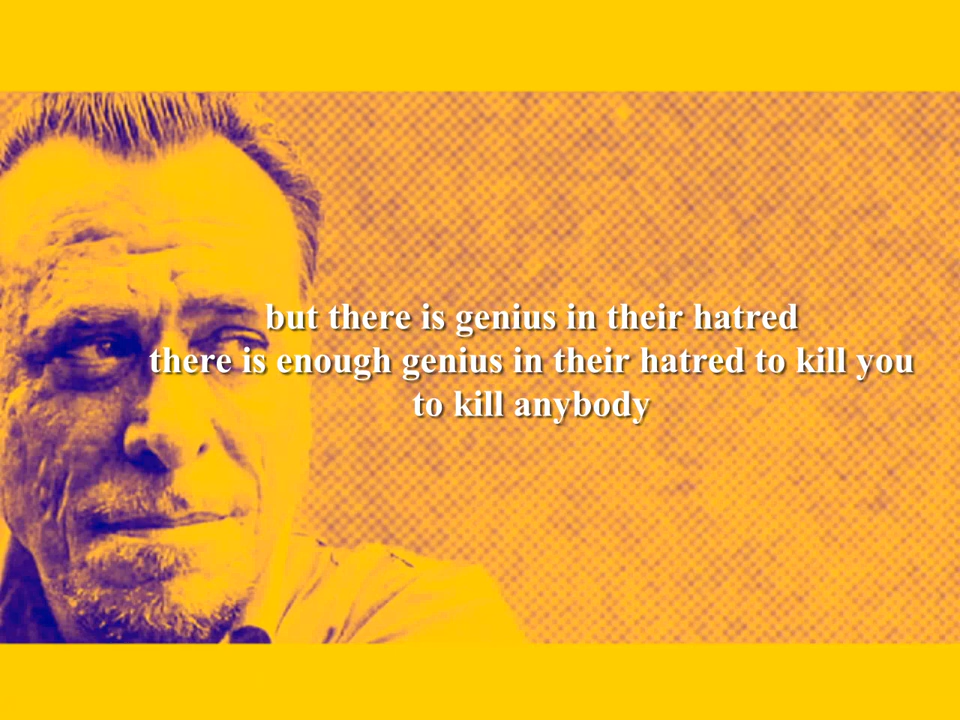 but there is genius in their hatred
there is enough genius in their hatred to kill you
to kill anybody